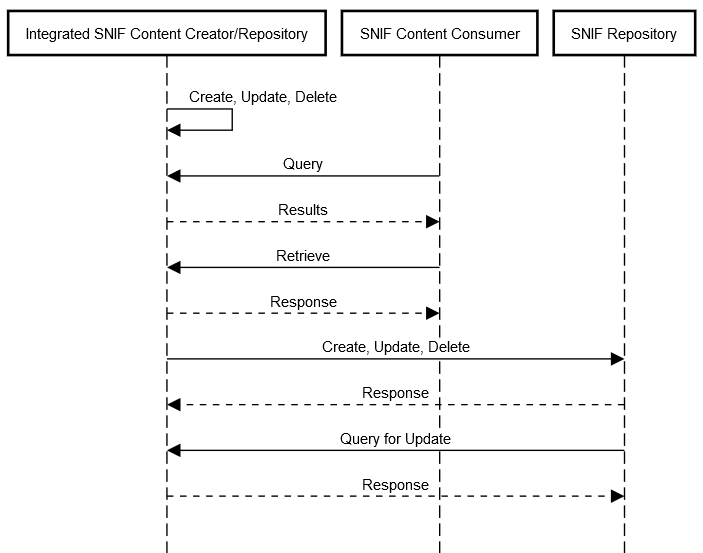 Integrated SNIF Content Creator/Repository
SNIF Content Consumer
SNIF Repository
Create, Update, Delete
Query
Results
Retrieve
Response
Create, Update, Delete
Response
Query for Update
Response